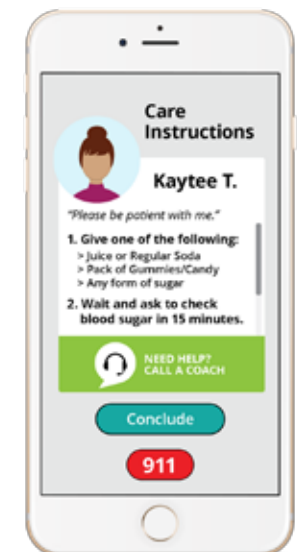 Care
Instructions
Kaytee T.
"Please be patient with me."
1. Give one of the following:
> Juice or Regular Soda
> Pack of Gummies/Candy
> Any form of sugar
2. Wait and ask to check
blood sugar in 15 minutes.
NEED HELP?
CALL A COACH
Conclude
911